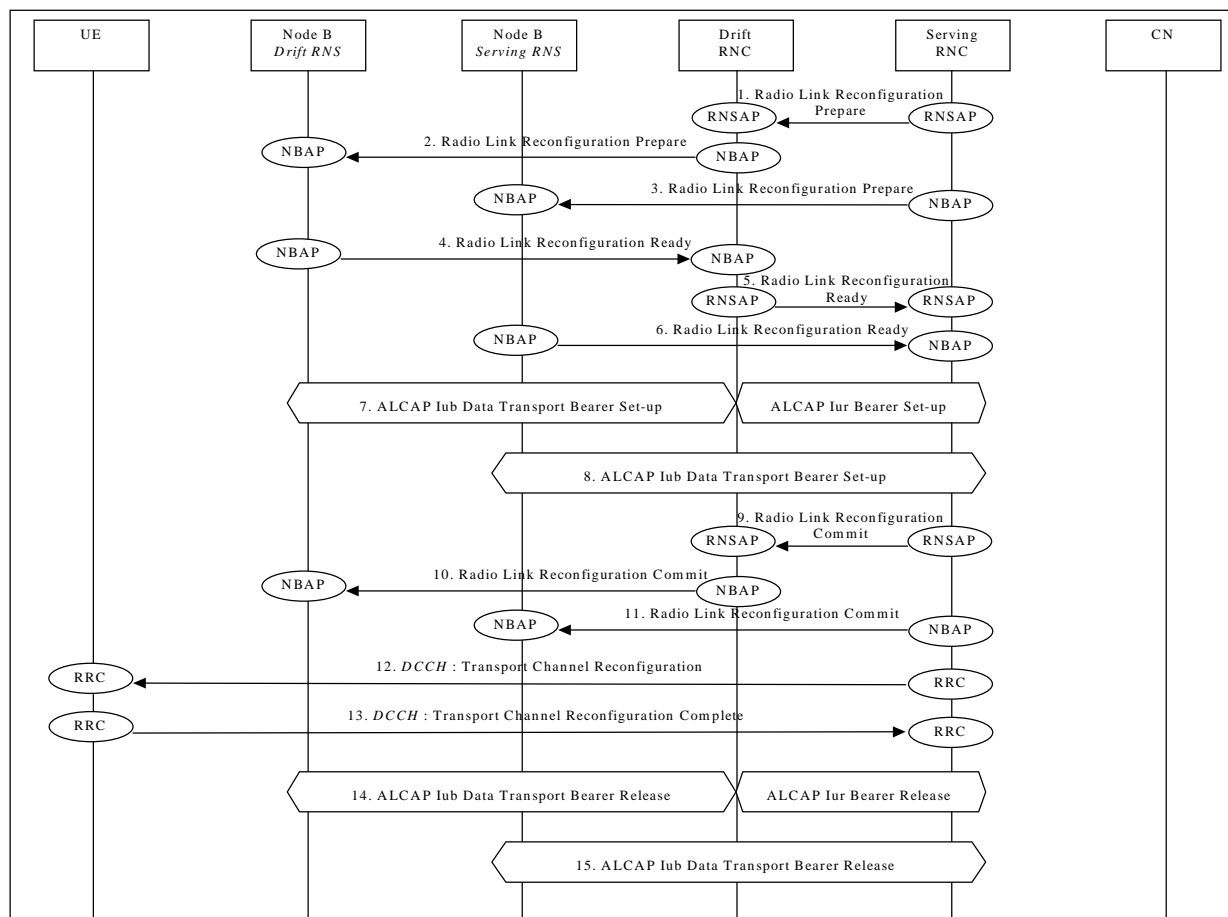 UE
Node B
Drift RNS
Node B
Serving RNS
Drift
RNC
Serving
RNC
CN
1. Radio Link Reconfiguration
Prepare
RNSAP
RNSAP
2. Radio Link Reconfiguration Prepare
NBAP
NBAP
3. Radio Link Reconfiguration Prepare
NBAP
NBAP
4. Radio Link Reconfiguration Ready
NBAP
NBAP
5. Radio Link Reconfiguration
Ready
RNSAP
RNSAP
6. Radio Link Reconfiguration Ready
NBAP
NBAP
7. ALCAP Iub Data Transport Bearer Set-up
ALCAP Iur Bearer Set-up
8. ALCAP Iub Data Transport Bearer Set-up
9. Radio Link Reconfiguration
Commit
RNSAP
RNSAP
10. Radio Link Reconfiguration Commit
NBAP
NBAP
11. Radio Link Reconfiguration Commit
NBAP
NBAP
12. DCCH : Transport Channel Reconfiguration
RRC
RRC
13. DCCH : Transport Channel Reconfiguration Complete
RRC
RRC
14. ALCAP Iub Data Transport Bearer Release
ALCAP Iur Bearer Release
15. ALCAP Iub Data Transport Bearer Release